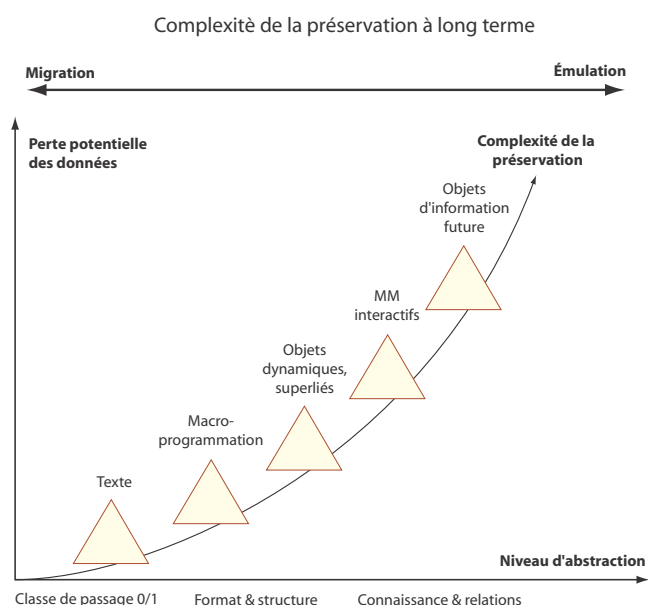 Complexitè de la préservation à long terme
Migration
Émulation
Perte potentielle
des données
Complexité de la
préservation
Objets
d'information
future
MM
interactifs
Objets
dynamiques,
superliés
Macro-
programmation
Texte
Niveau d'abstraction
Classe de passage 0/1
Format & structure
Connaissance & relations